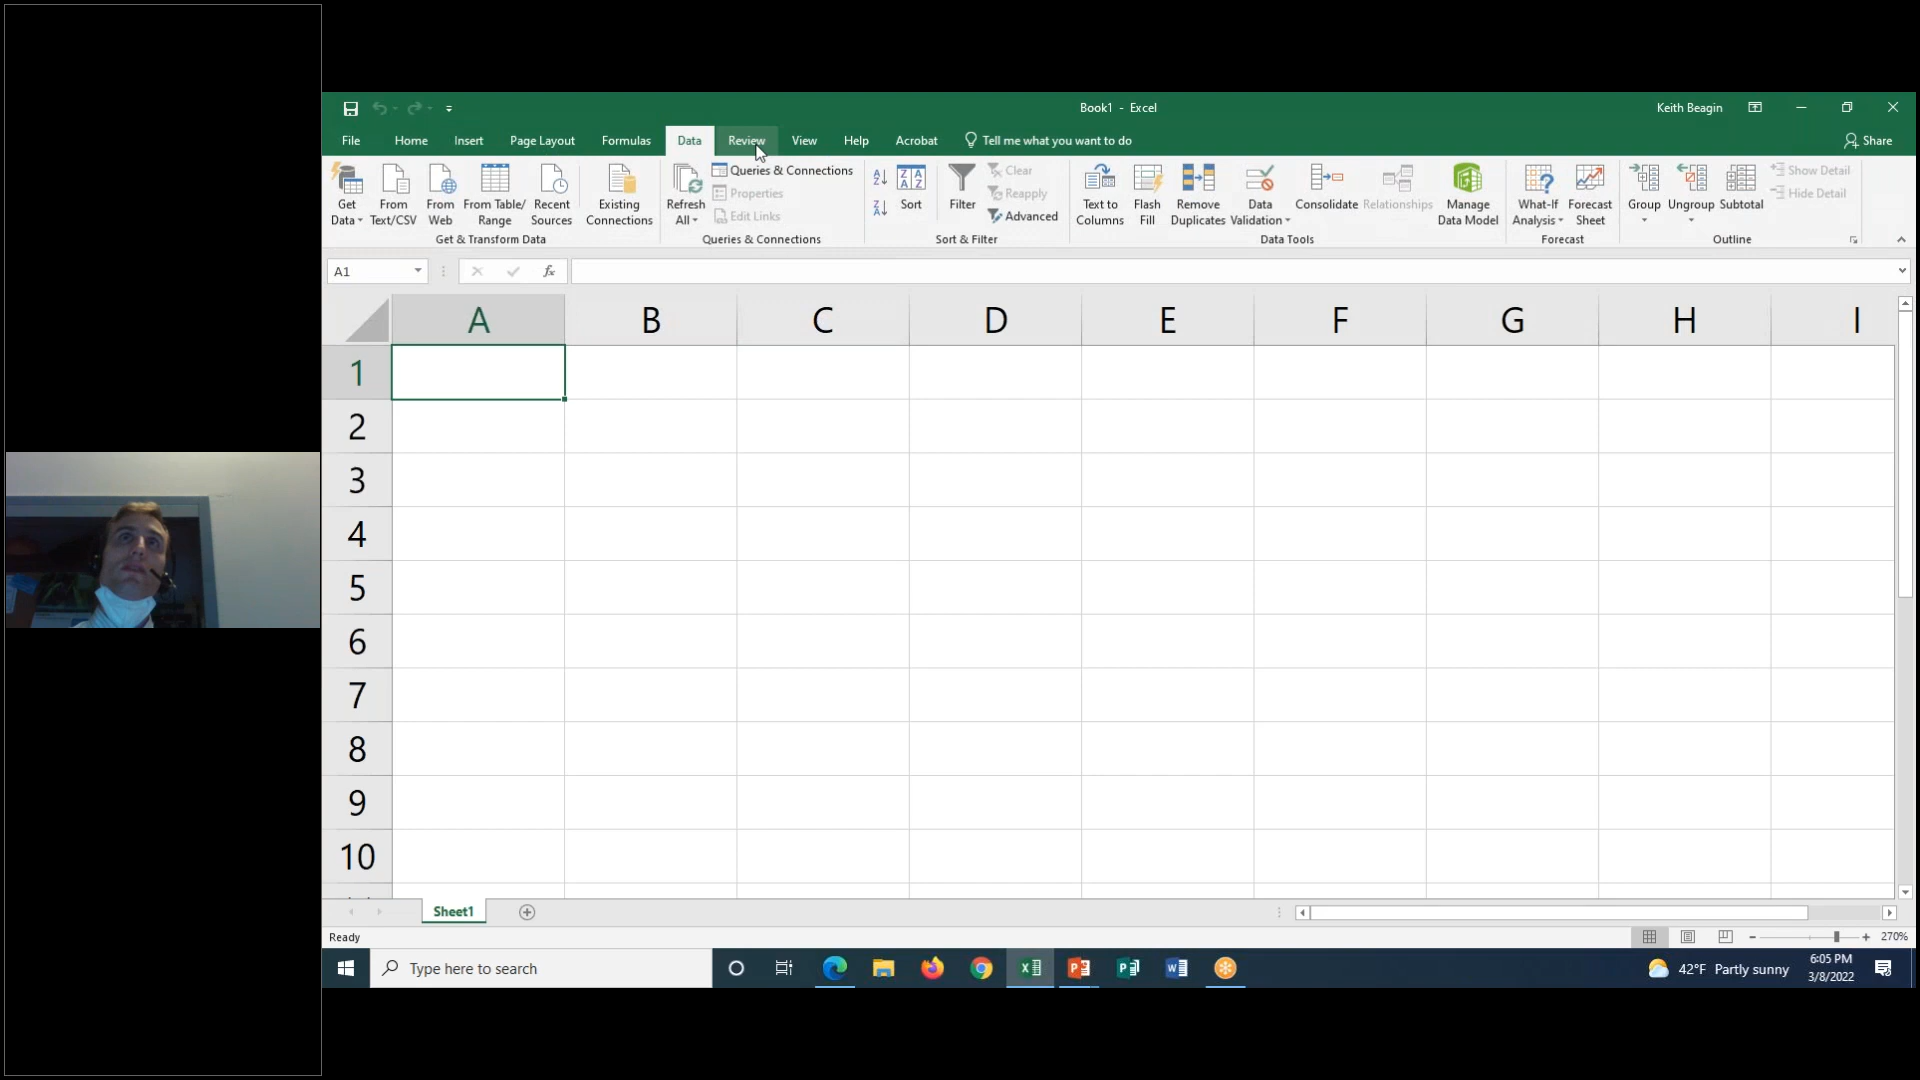 Book1 - Excel
Keith Beagin
File Home Insert Page Layout Formulas Data Review View Help Acrobat Tell me what you want to do Share
Get Data
From Text/CSV
From Web
From Table/ Range
Recent Sources
Existing Connections
Get & Transform Data
Refresh All
Queries & Connections
Properties
Edit Links
Queries & Connections
Sort
Filter
Clear
Reapply
Advanced
Sort & Filter
Text to Columns
Flash Fill
Remove Duplicates
Data Validation
Consolidate
Relationships
Manage Data Model
Data Tools
What-If Analysis
Forecast Sheet
Forecast
Group
Ungroup
Subtotal
Show Detail
Hide Detail
Outline
A1
fx
A B C D E F G H I
1
2
3
4
5
6
7
8
9
10
Sheet1
Ready
270%
Type here to search
42°F Partly sunny
6:05 PM
3/8/2022